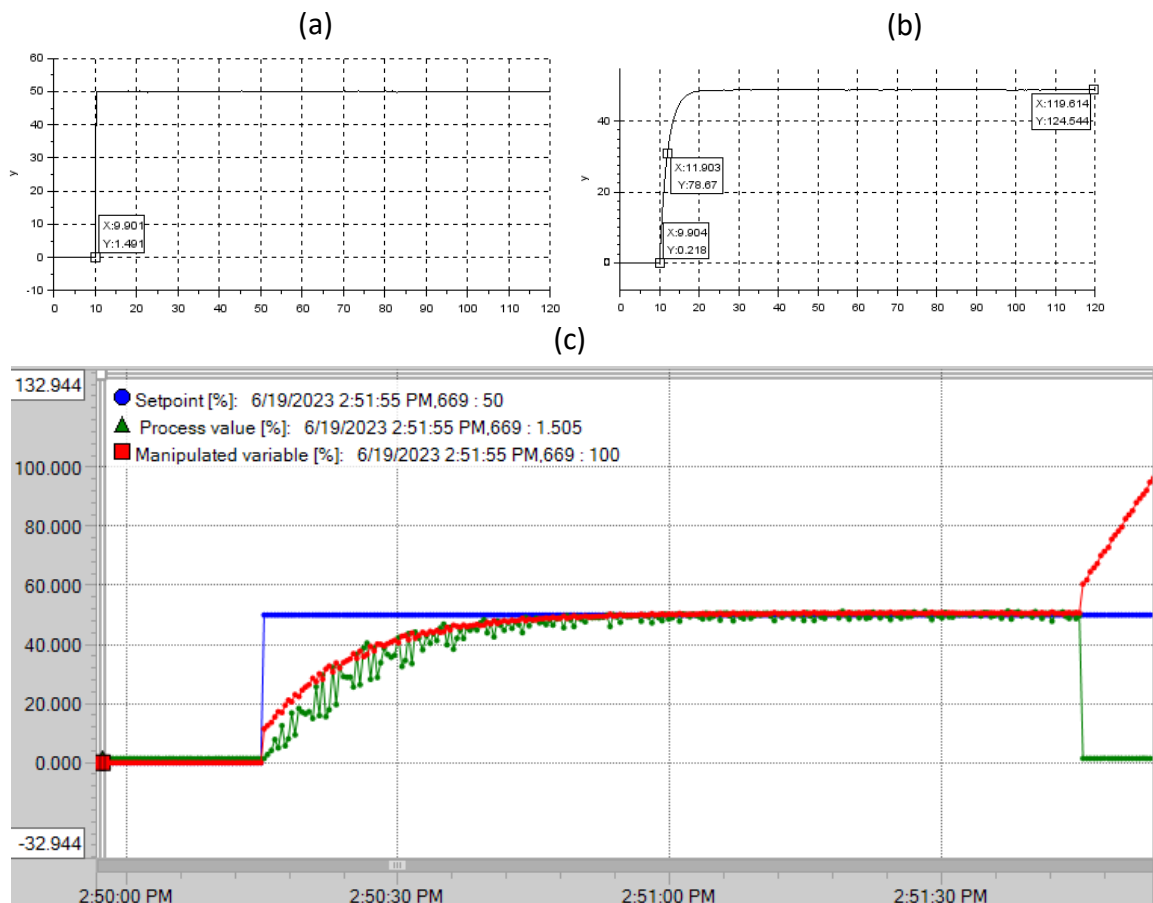 (a)
(b)
60
50
40
30
20
10
0
-10
y
0 10 20 30 40 50 60 70 80 90 100 110 120
X:9.901
Y:1.491
40
20
0
y
0 10 20 30 40 50 60 70 80 90 100 110 120
X:119.614
Y:124.544
X:11.903
Y:78.67
X:9.904
Y:0.218
(c)
132.944
100.000
80.000
60.000
40.000
20.000
0.000
-32.944
Setpoint [%]: 6/19/2023 2:51:55 PM,669 : 50
Process value [%]: 6/19/2023 2:51:55 PM,669 : 1.505
Manipulated variable [%]: 6/19/2023 2:51:55 PM,669 : 100
2:50:00 PM 2:50:30 PM 2:51:00 PM 2:51:30 PM